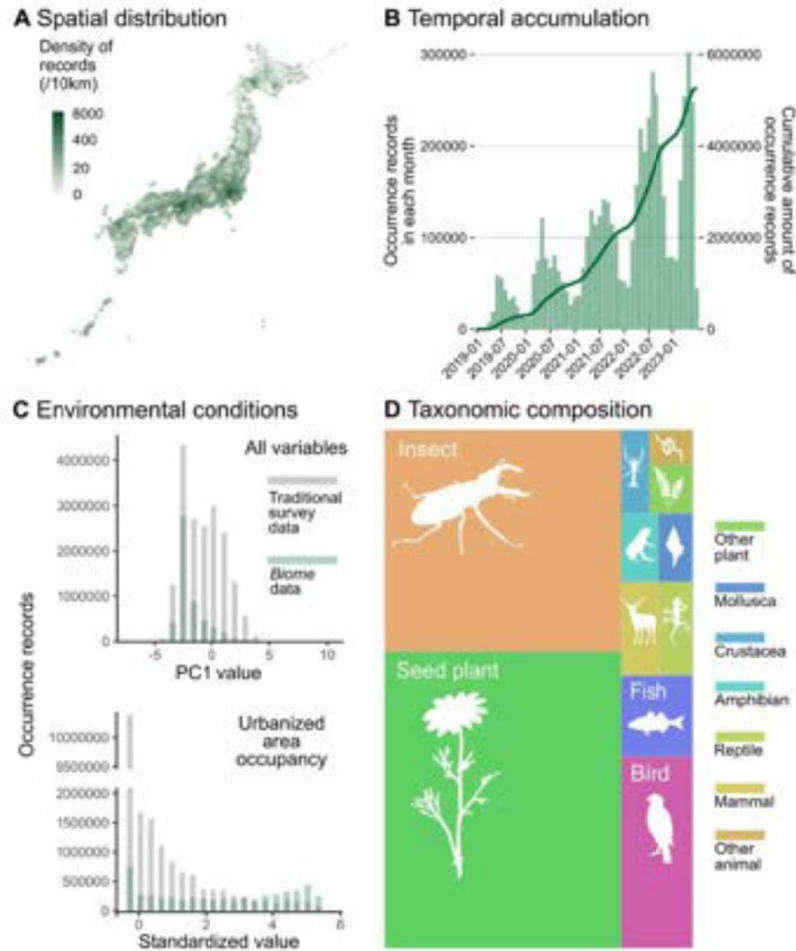 A Spatial distribution
Density of
records
(/10km)
8000
400
20
0
B Temporal accumulation
300000
200000
100000
0
6000000
4000000
2000000
0
Occurrence records
in each month
Cumulative amount of
occurrence records
2019-01
2019-07
2020-01
2020-07
2021-01
2021-07
2022-01
2022-07
2023-01
C Environmental conditions
All variables
Traditional
survey
data
Biome
data
4000000
3000000
2000000
1000000
0
-5
0
5
10
PC1 value
Occurrence records
Urbanized
area
occupancy
10000000
9500000
2000000
1500000
1000000
500000
0
0
2
4
6
Standardized value
D Taxonomic composition
Insect
Seed plant
Fish
Bird
Other
plant
Mollusca
Crustacea
Amphibian
Reptile
Mammal
Other
animal